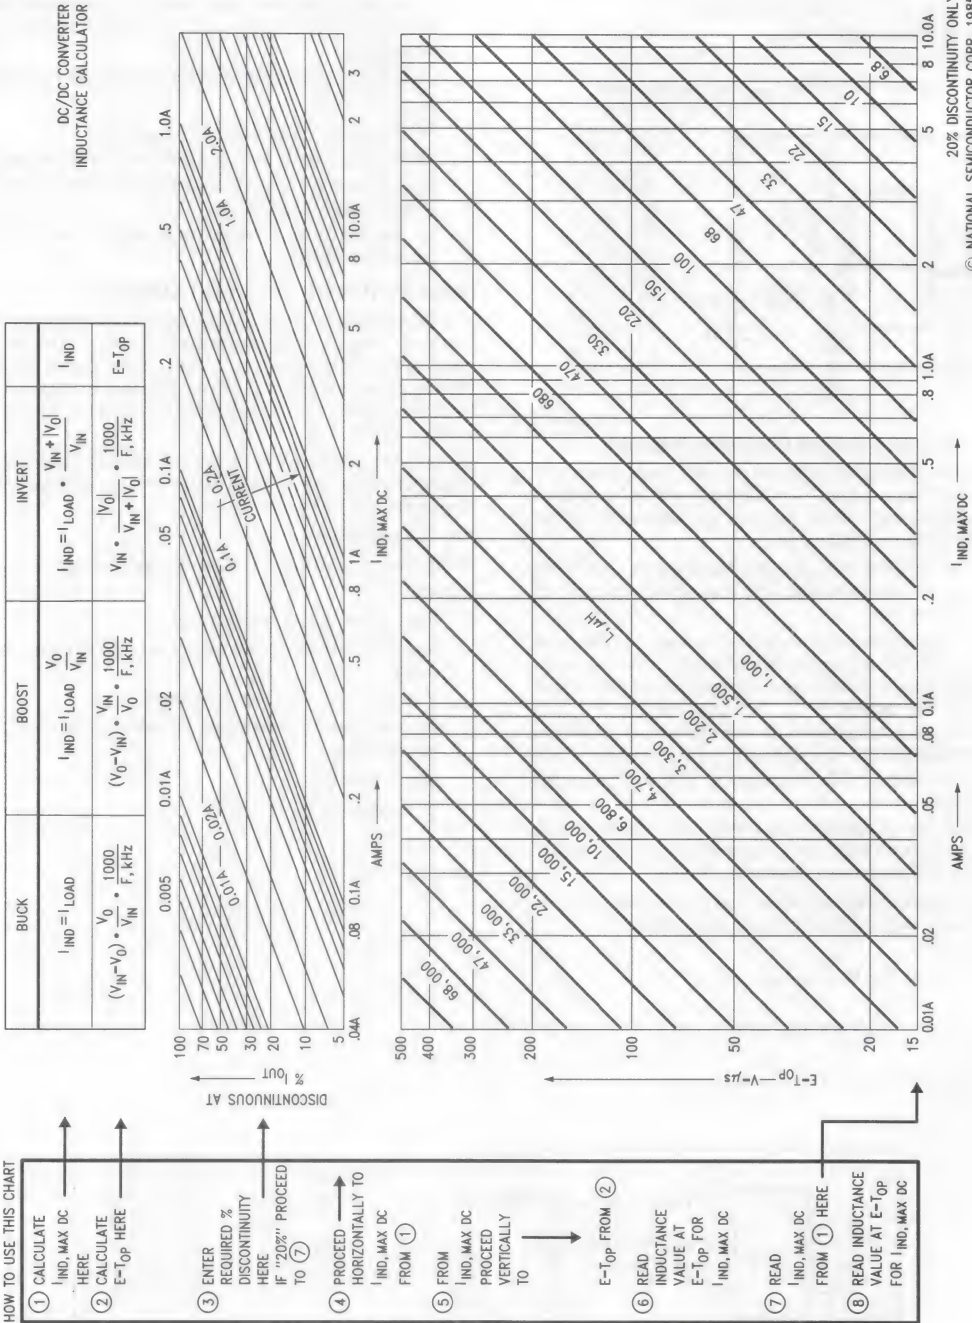 DC/DC CONVERTER
INDUCTANCE CALCULATOR
BUCK BOOST INVERT
I_IND = I_LOAD I_IND = I_LOAD V_O/V_IN I_IND = I_LOAD • (V_IN + |V_O|)/V_IN I_IND
(V_IN-V_O) • V_O/V_IN • 1000/F, kHz (V_O-V_IN) • V_IN/V_O • 1000/F, kHz V_IN • |V_O|/(V_IN + |V_O|) • 1000/F, kHz E-T_OP
HOW TO USE THIS CHART
① CALCULATE
I_IND, MAX DC
HERE
② CALCULATE
E-T_OP HERE
③ ENTER
REQUIRED %
DISCONTINUITY
HERE
IF "20%" PROCEED
TO ⑦
④ PROCEED
HORIZONTALLY TO
I_IND, MAX DC
FROM ①
⑤ FROM
I_IND, MAX DC
PROCEED
VERTICALLY
TO
E-T_OP FROM ②
⑥ READ
INDUCTANCE
VALUE AT
E-T_OP FOR
I_IND, MAX DC
⑦ READ
I_IND, MAX DC
FROM ① HERE
⑧ READ INDUCTANCE
VALUE AT E-T_OP
FOR I_IND, MAX DC
0.005 0.01A .02 .05 0.1A .2 .5 1.0A
DISCONTINUOUS AT
% I_OUT
100
70
50
30
20
10
5
0.01A 0.02A 0.1A 0.2A 1.0A 2.0A
CURRENT
.04A .08 0.1A .2 .5 .8 1A 2 5 8 10.0A 2 3
AMPS I_IND, MAX DC
E-T_OP—V-µs
500
400
300
200
100
50
20
15
68,000
47,000
33,000
22,000
15,000
10,000
6,800
4,700
3,300
2,200
1,500
1,000
L, µH
680
470
330
220
150
100
68
47
33
22
15
10
6.8
0.01A .02 .05 .08 0.1A .2 .5 .8 1.0A 2 5 8 10.0A
AMPS I_IND, MAX DC
20% DISCONTINUITY ONLY
© NATIONAL SEMICONDUCTOR CORP.